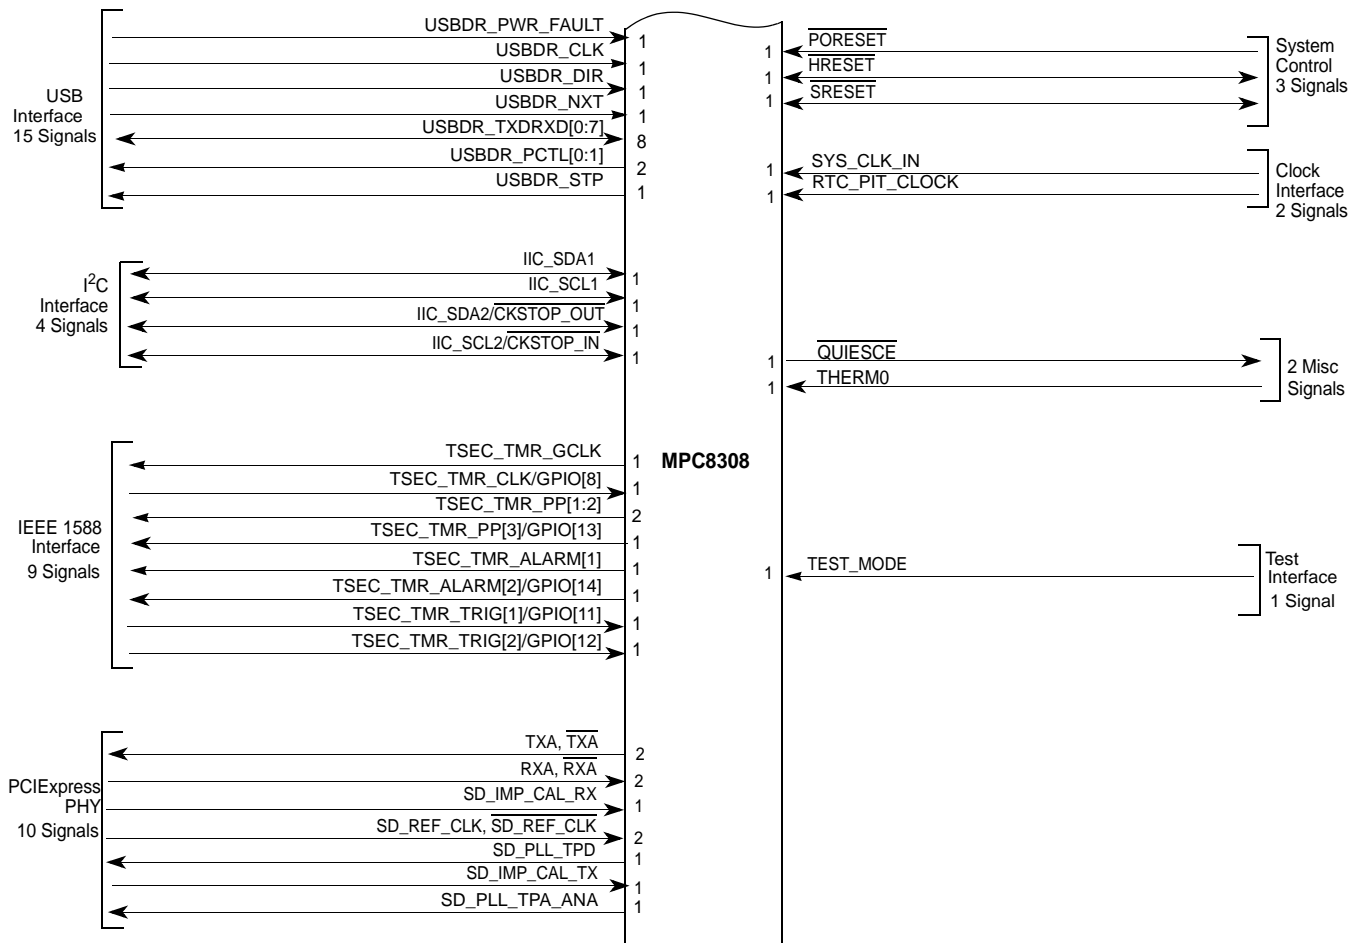 USB
Interface
15 Signals
USBDR_PWR_FAULT
1
USBDR_CLK
1
USBDR_DIR
1
USBDR_NXT
1
USBDR_TXDRXD[0:7]
8
USBDR_PCTL[0:1]
2
USBDR_STP
1
I2C
Interface
4 Signals
IIC_SDA1
1
IIC_SCL1
1
IIC_SDA2/CKSTOP_OUT
1
IIC_SCL2/CKSTOP_IN
1
IEEE 1588
Interface
9 Signals
TSEC_TMR_GCLK
1
TSEC_TMR_CLK/GPIO[8]
1
TSEC_TMR_PP[1:2]
2
TSEC_TMR_PP[3]/GPIO[13]
1
TSEC_TMR_ALARM[1]
1
TSEC_TMR_ALARM[2]/GPIO[14]
1
TSEC_TMR_TRIG[1]/GPIO[11]
1
TSEC_TMR_TRIG[2]/GPIO[12]
1
PCIExpress
PHY
10 Signals
TXA, TXA
2
RXA, RXA
2
SD_IMP_CAL_RX
1
SD_REF_CLK, SD_REF_CLK
2
SD_PLL_TPD
1
SD_IMP_CAL_TX
1
SD_PLL_TPA_ANA
1
MPC8308
1
PORESET
1
HRESET
1
SRESET
System
Control
3 Signals
1
SYS_CLK_IN
1
RTC_PIT_CLOCK
Clock
Interface
2 Signals
1
QUIESCE
1
THERM0
2 Misc
Signals
1
TEST_MODE
Test
Interface
1 Signal